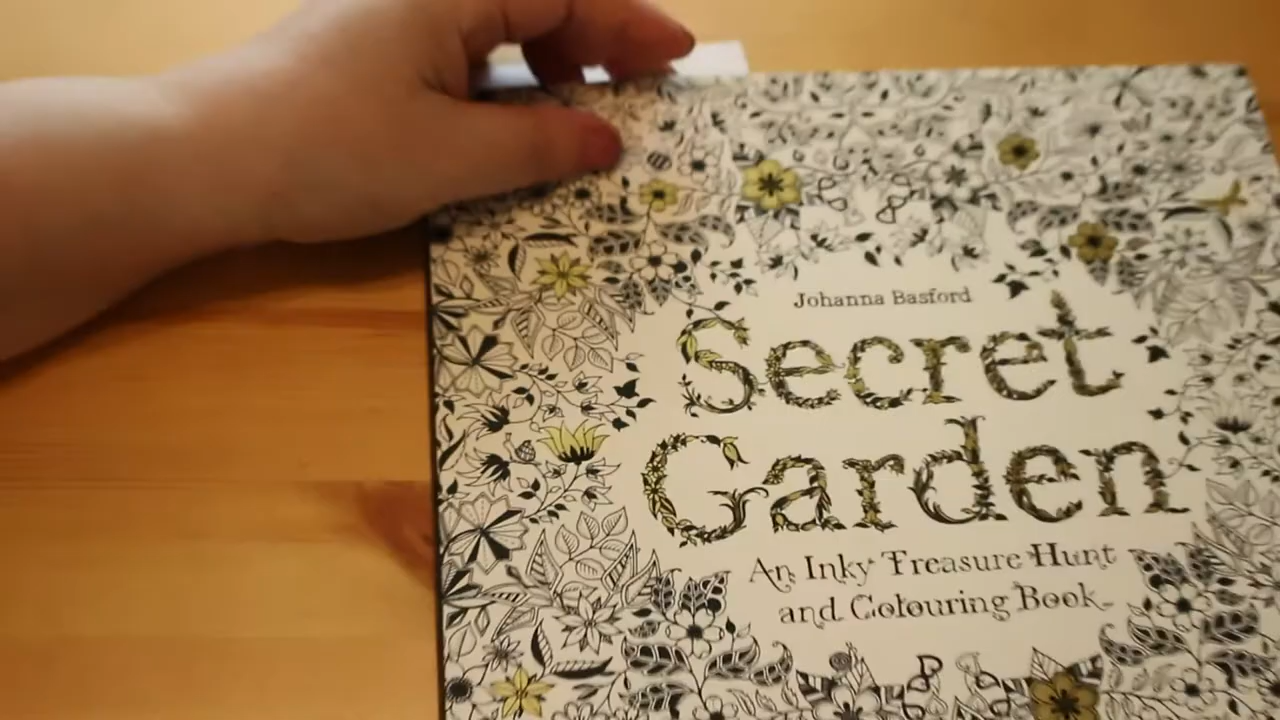 Johanna Basford
Secret
Garden
An Inky Treasure Hunt
and Colouring Book